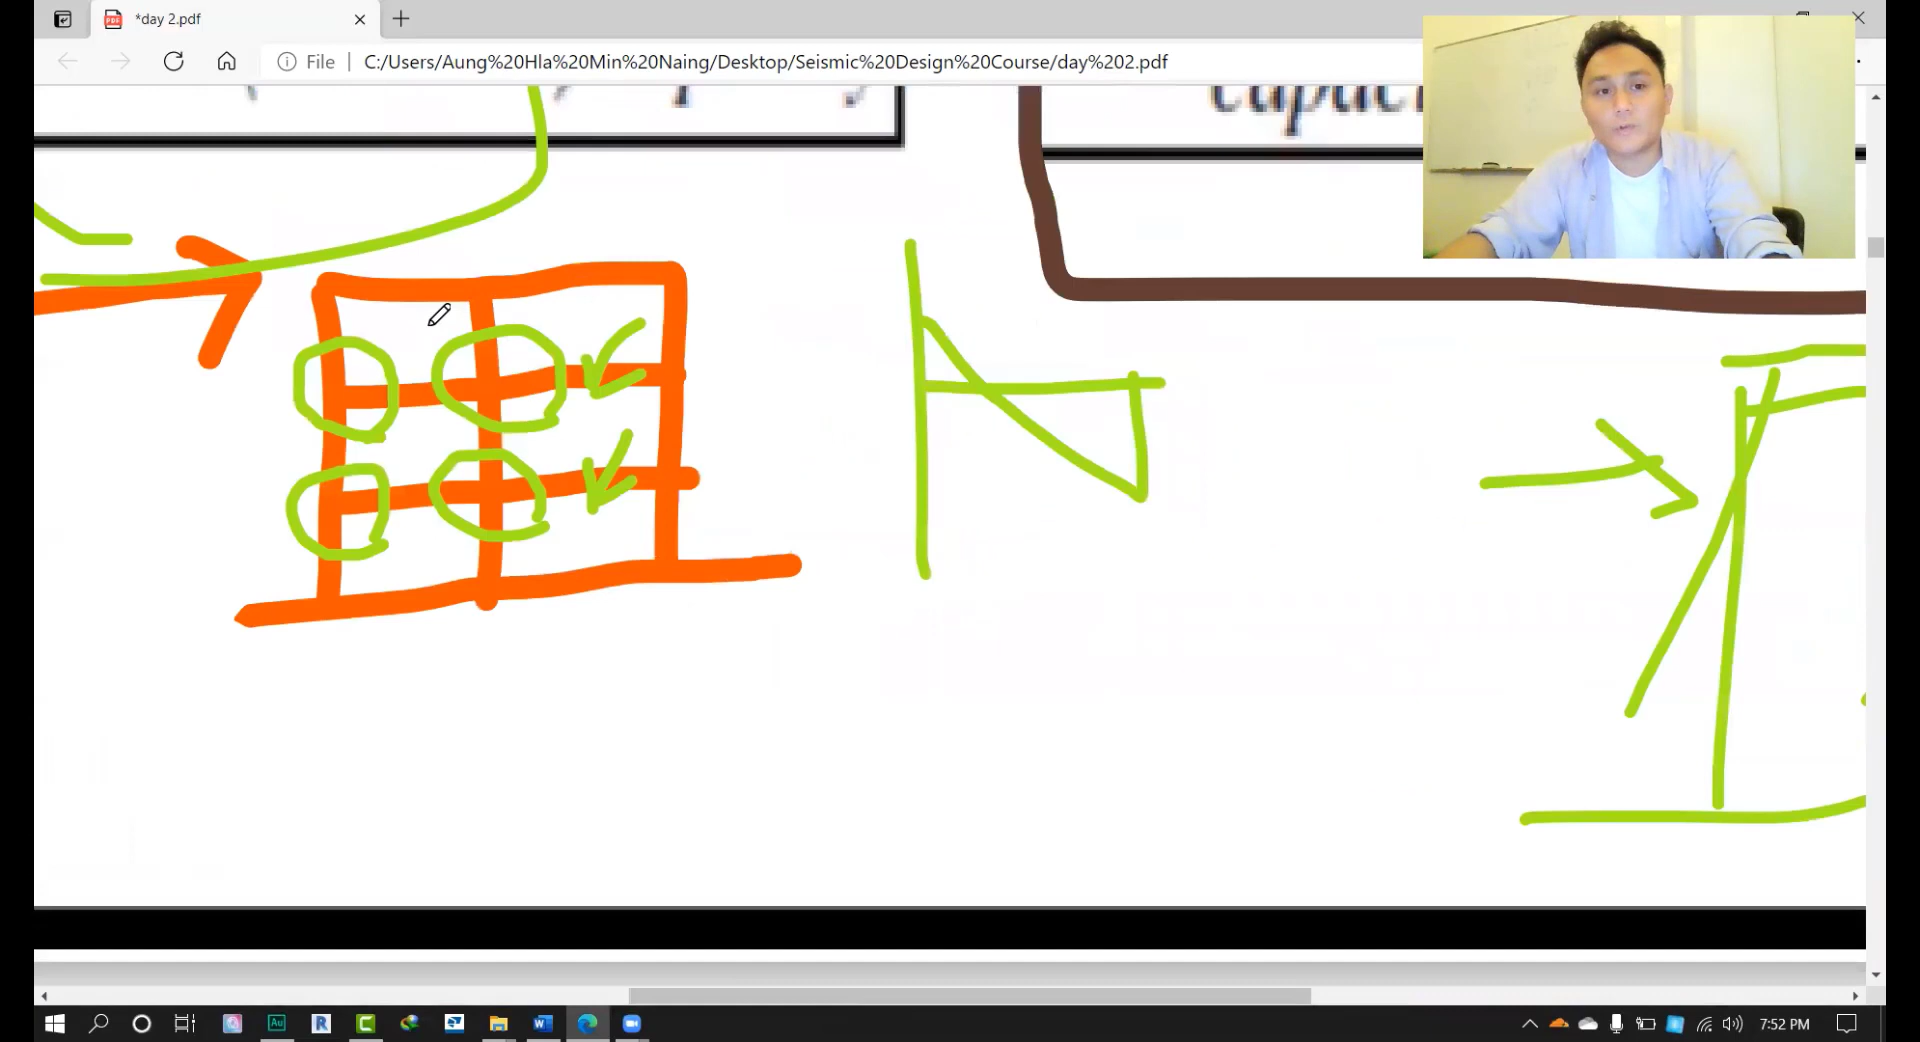 *day 2.pdf
File
C:/Users/Aung%20Hla%20Min%20Naing/Desktop/Seismic%20Design%20Course/day%202.pdf
7:52 PM